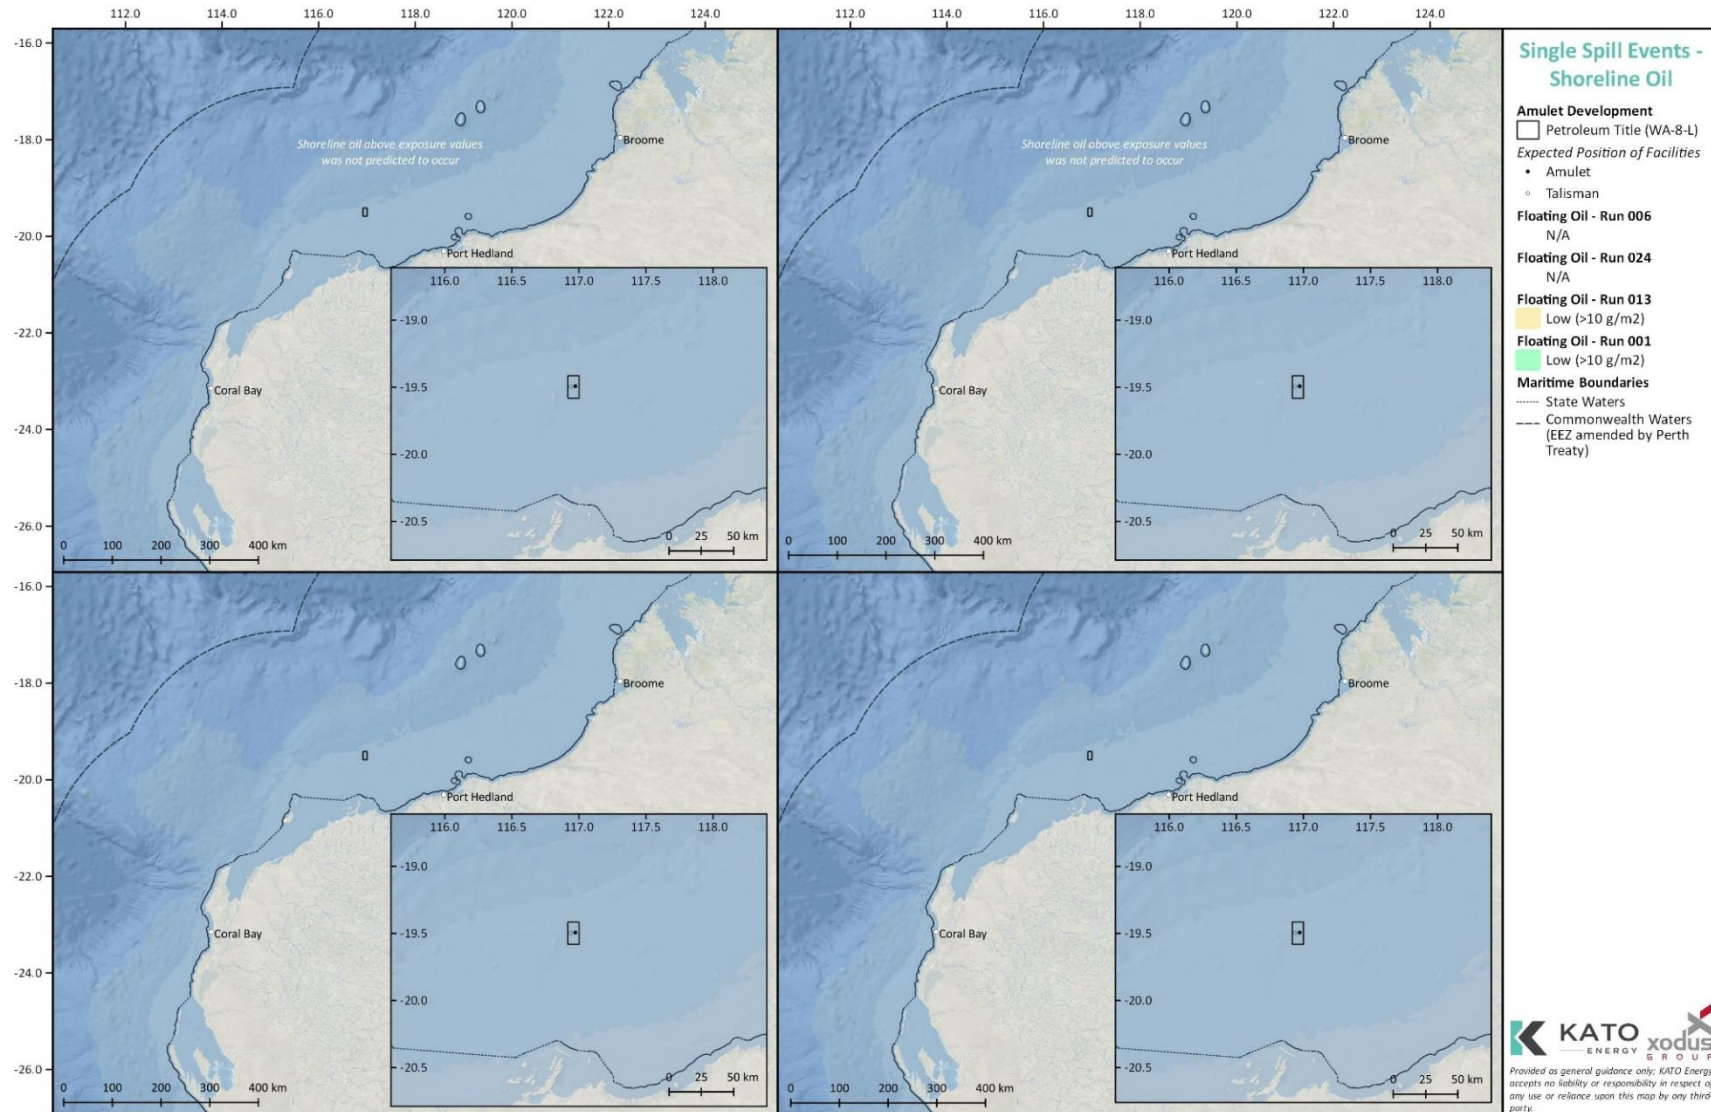 112.0 114.0 116.0 118.0 120.0 122.0 124.0
112.0 114.0 116.0 118.0 120.0 122.0 124.0
-16.0
-18.0
-20.0
-22.0
-24.0
-26.0
Shoreline oil above exposure values
was not predicted to occur
Broome
Port Hedland
Coral Bay
116.0 116.5 117.0 117.5 118.0
-19.0
-19.5
-20.0
-20.5
0 25 50 km
0 100 200 300 400 km
Shoreline oil above exposure values
was not predicted to occur
Broome
Port Hedland
Coral Bay
116.0 116.5 117.0 117.5 118.0
-19.0
-19.5
-20.0
-20.5
0 25 50 km
0 100 200 300 400 km
-16.0
-18.0
-20.0
-22.0
-24.0
-26.0
Broome
Port Hedland
Coral Bay
116.0 116.5 117.0 117.5 118.0
-19.0
-19.5
-20.0
-20.5
0 25 50 km
0 100 200 300 400 km
Broome
Port Hedland
Coral Bay
116.0 116.5 117.0 117.5 118.0
-19.0
-19.5
-20.0
-20.5
0 25 50 km
0 100 200 300 400 km
Single Spill Events -
Shoreline Oil
Amulet Development
Petroleum Title (WA-8-L)
Expected Position of Facilities
Amulet
Talisman
Floating Oil - Run 006
N/A
Floating Oil - Run 024
N/A
Floating Oil - Run 013
Low (>10 g/m2)
Floating Oil - Run 001
Low (>10 g/m2)
Maritime Boundaries
State Waters
Commonwealth Waters
(EEZ amended by Perth
Treaty)
KATO
ENERGY
xodus
GROUP
Provided as general guidance only; KATO Energy
accepts no liability or responsibility in respect of
any use or reliance upon this map by any third-
party.